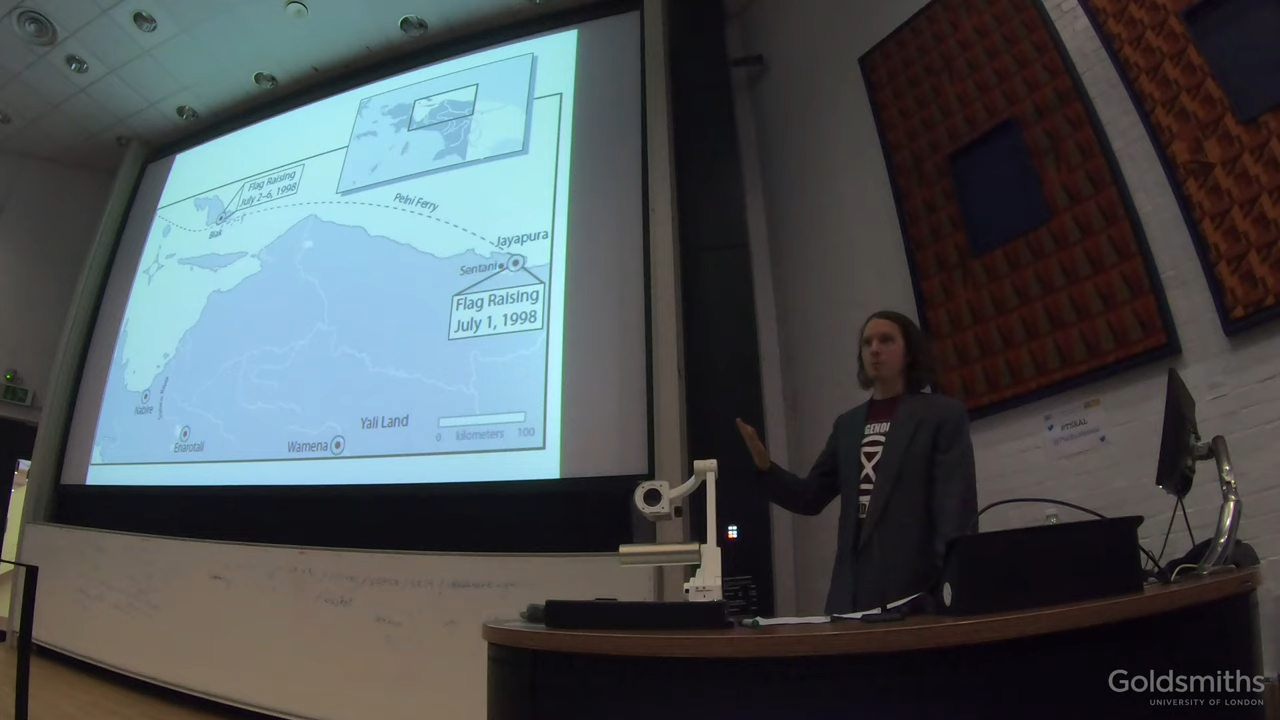 Flag Raising
July 2–6, 1998
Biak
Pelni Ferry
Jayapura
Sentani
Flag Raising
July 1, 1998
Nabire
Enarotali
Wamena
Yali Land
0 kilometers 100
Goldsmiths
UNIVERSITY OF LONDON